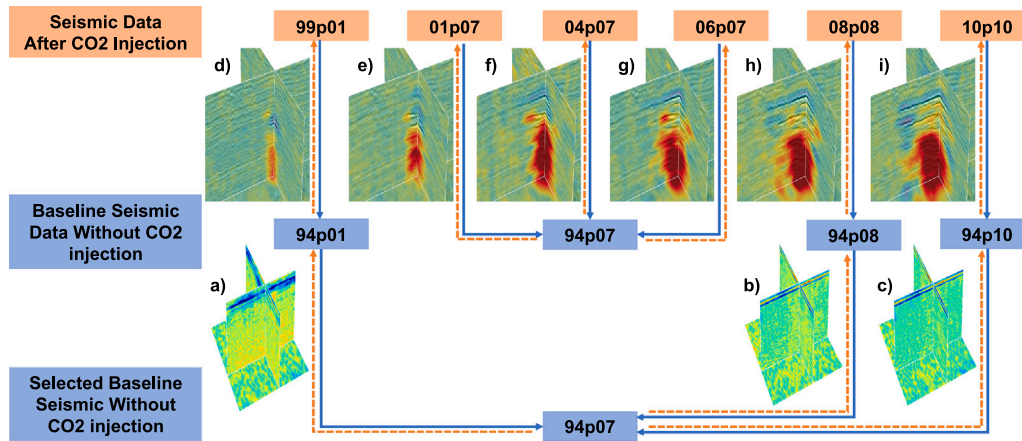 Seismic Data
After CO2 Injection
99p01
01p07
04p07
06p07
08p08
10p10
d)
e)
f)
g)
h)
i)
Baseline Seismic
Data Without CO2
injection
94p01
94p07
94p08
94p10
a)
b)
c)
Selected Baseline
Seismic Without
CO2 injection
94p07